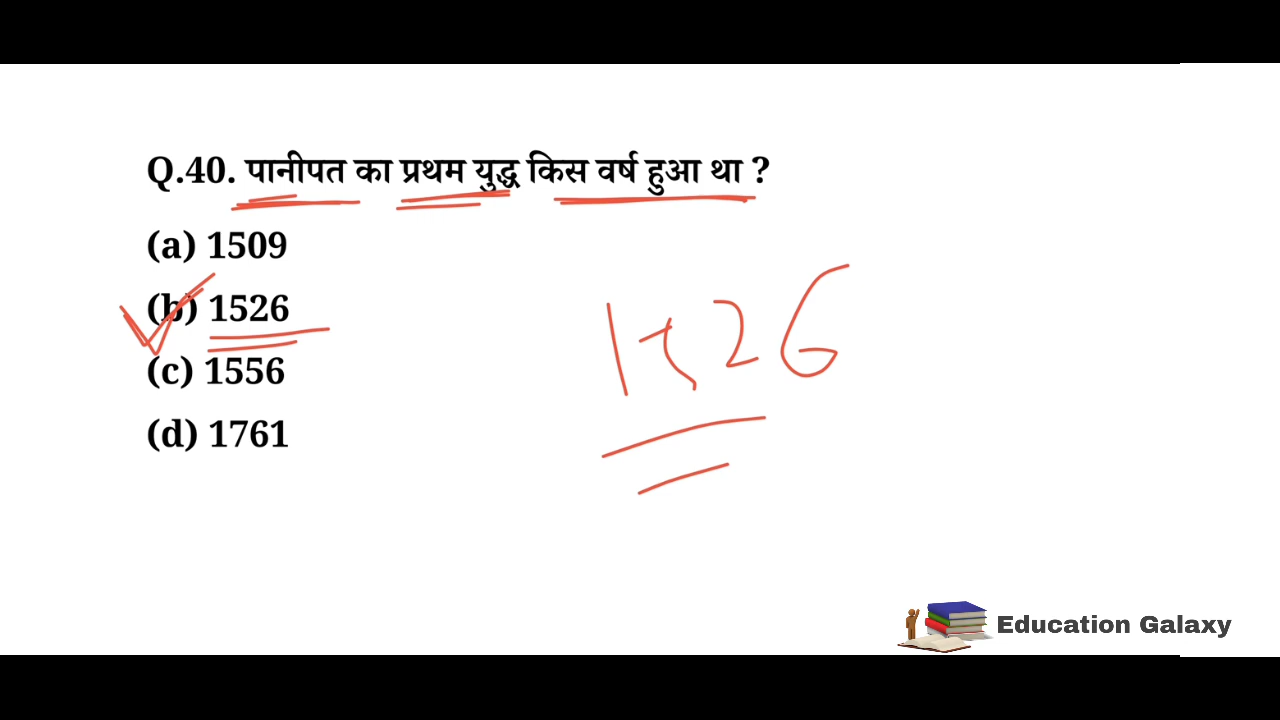 Q.40. पानीपत का प्रथम युद्ध किस वर्ष हुआ था ?
(a) 1509
(b) 1526
(c) 1556
(d) 1761
1526
Education Galaxy